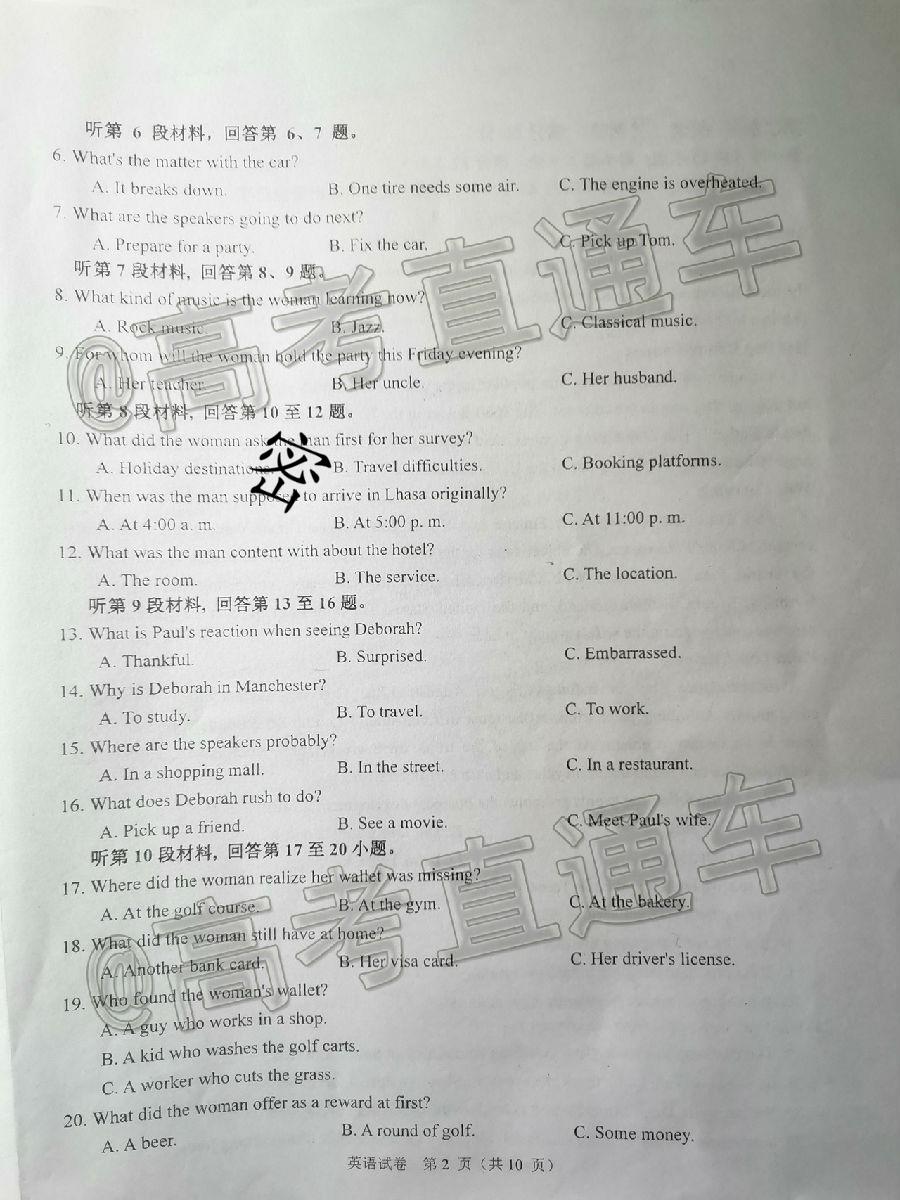 听第 6 段材料，回答第 6、7 题。
6. What's the matter with the car?
A. It breaks down. B. One tire needs some air. C. The engine is overheated.
7. What are the speakers going to do next?
A. Prepare for a party. B. Fix the car. C. Pick up Tom.
听第 7 段材料，回答第 8、9 题。
8. What kind of music is the woman learning now?
A. Rock music. B. Jazz. C. Classical music.
9. For whom will the woman hold the party this Friday evening?
A. Her teacher. B. Her uncle. C. Her husband.
听第 8 段材料，回答第 10 至 12 题。
10. What did the woman ask the man first for her survey?
A. Holiday destinations. B. Travel difficulties. C. Booking platforms.
11. When was the man supposed to arrive in Lhasa originally?
A. At 4:00 a. m. B. At 5:00 p. m. C. At 11:00 p. m.
12. What was the man content with about the hotel?
A. The room. B. The service. C. The location.
听第 9 段材料，回答第 13 至 16 题。
13. What is Paul's reaction when seeing Deborah?
A. Thankful. B. Surprised. C. Embarrassed.
14. Why is Deborah in Manchester?
A. To study. B. To travel. C. To work.
15. Where are the speakers probably?
A. In a shopping mall. B. In the street. C. In a restaurant.
16. What does Deborah rush to do?
A. Pick up a friend. B. See a movie. C. Meet Paul's wife.
听第 10 段材料，回答第 17 至 20 小题。
17. Where did the woman realize her wallet was missing?
A. At the golf course. B. At the gym. C. At the bakery.
18. What did the woman still have at home?
A. Another bank card. B. Her visa card. C. Her driver's license.
19. Who found the woman's wallet?
A. A guy who works in a shop.
B. A kid who washes the golf carts.
C. A worker who cuts the grass.
20. What did the woman offer as a reward at first?
A. A beer. B. A round of golf. C. Some money.
英语试卷 第 2 页（共 10 页）
@高考直通车
密
@高考直通车